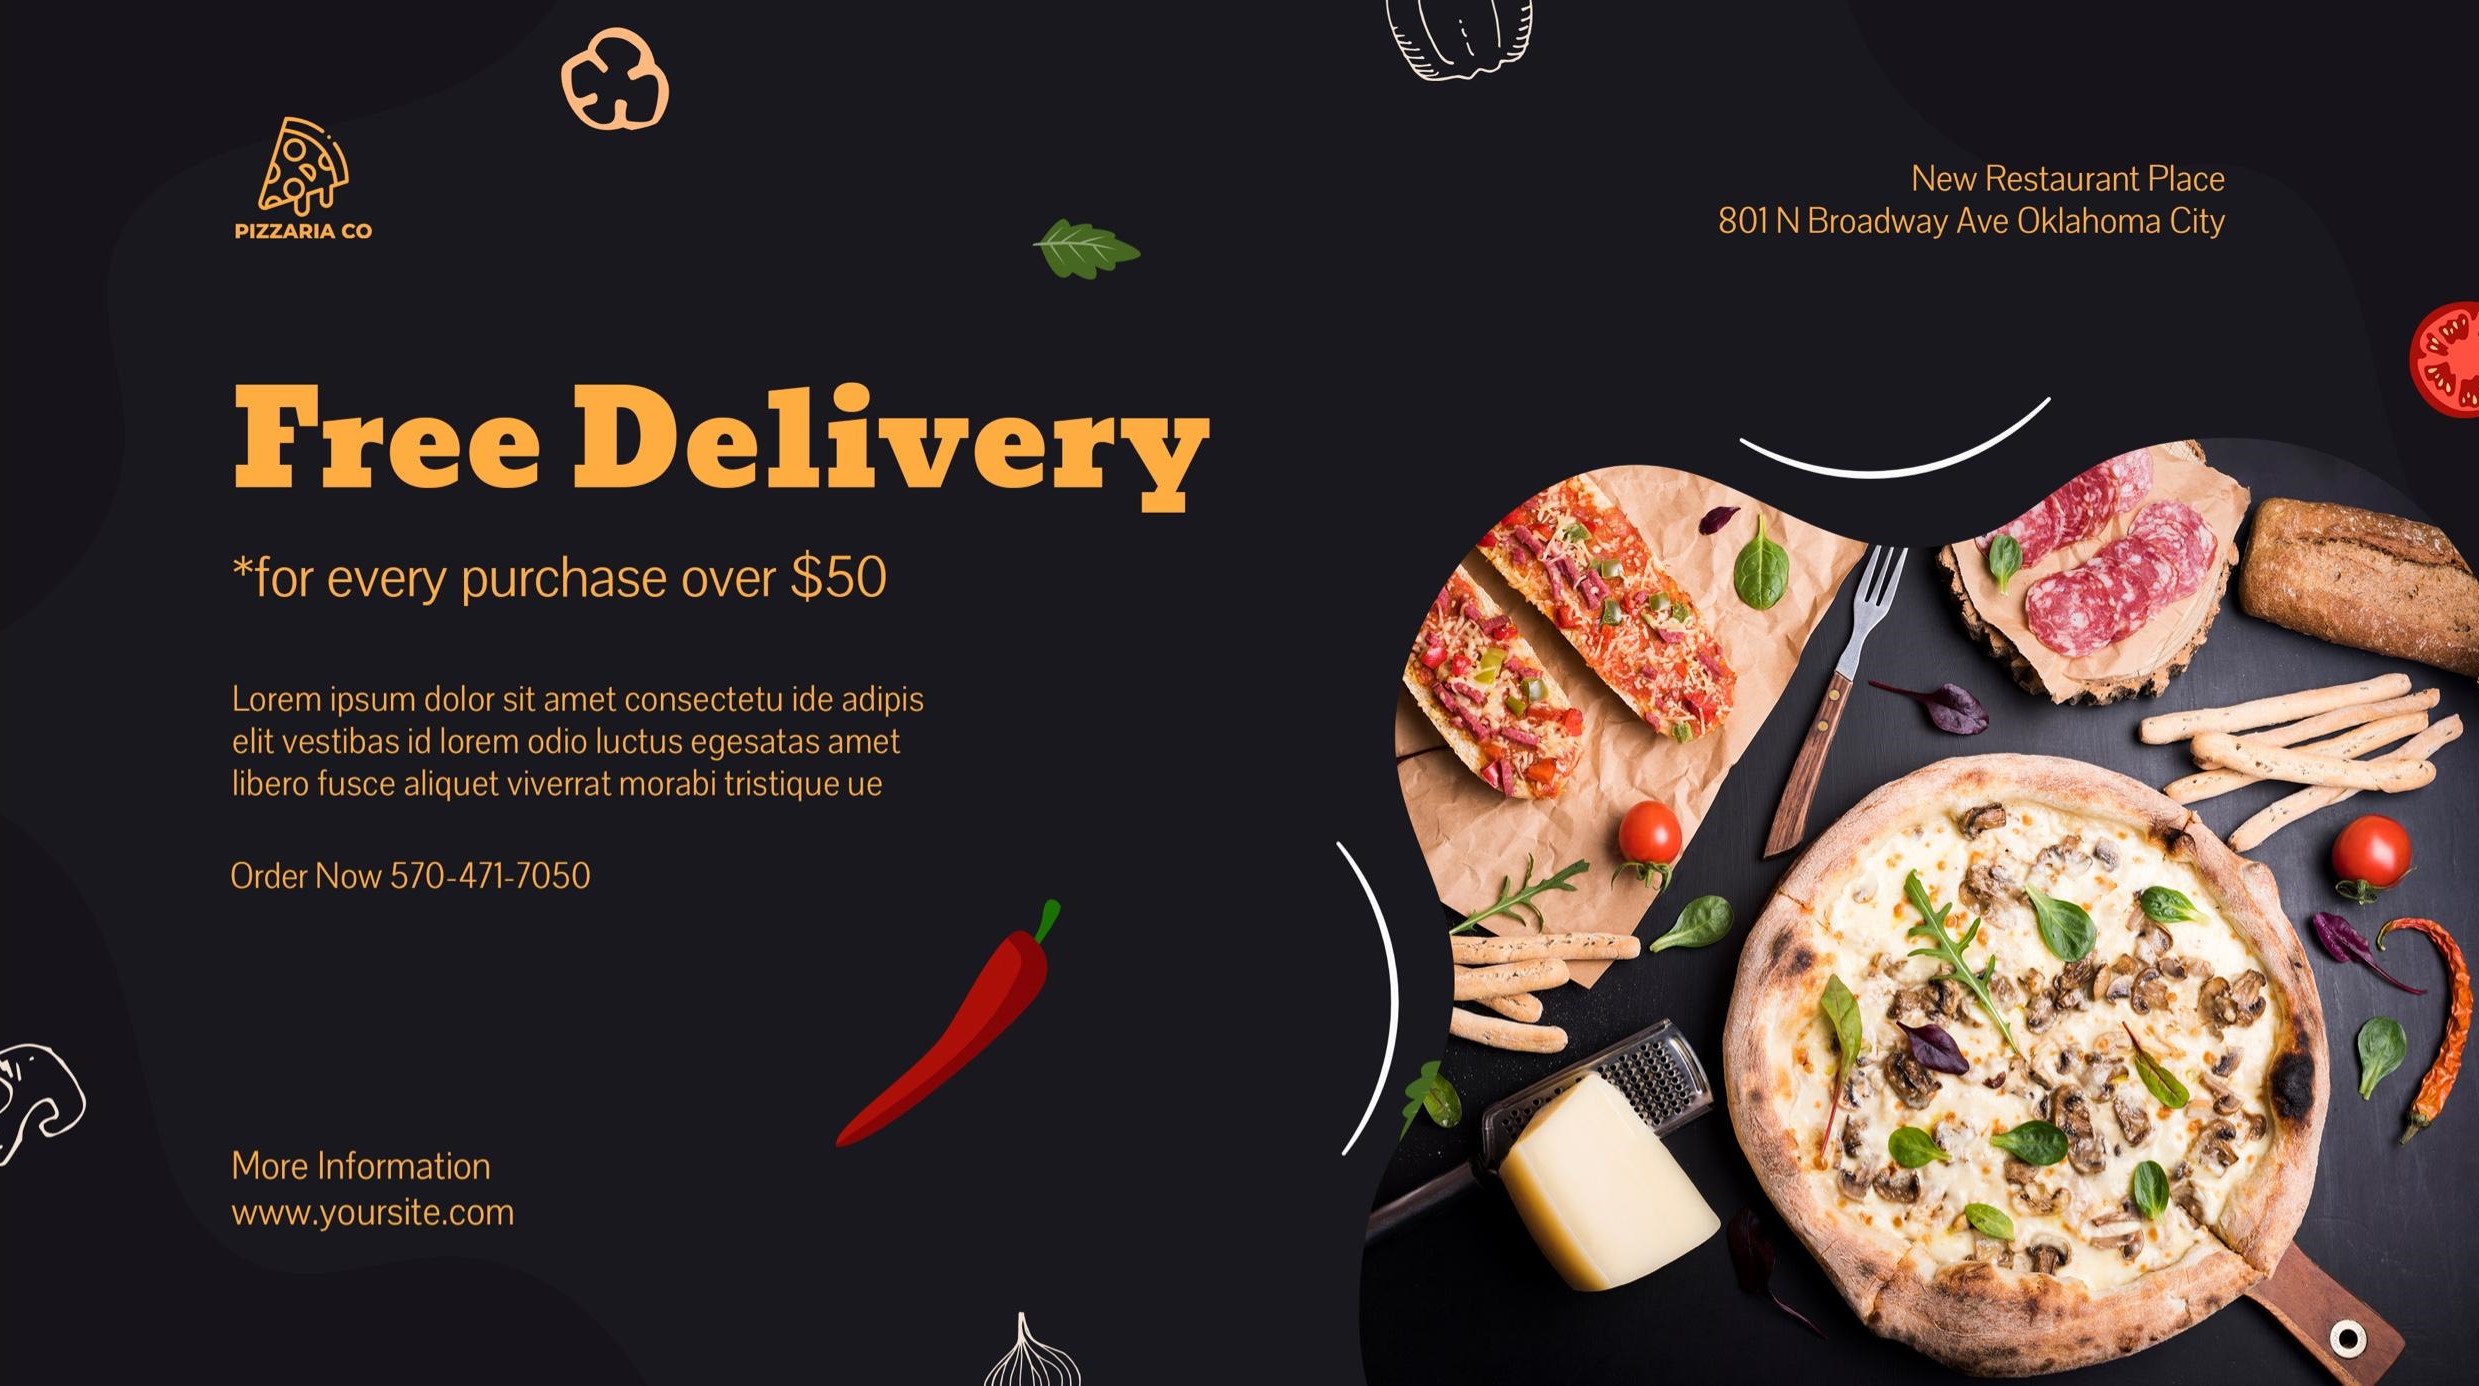 PIZZARIA CO
New Restaurant Place
801 N Broadway Ave Oklahoma City
Free Delivery
*for every purchase over $50
Lorem ipsum dolor sit amet consectetu ide adipis
elit vestibas id lorem odio luctus egesatas amet
libero fusce aliquet viverrat morabi tristique ue
Order Now 570-471-7050
More Information
www.yoursite.com